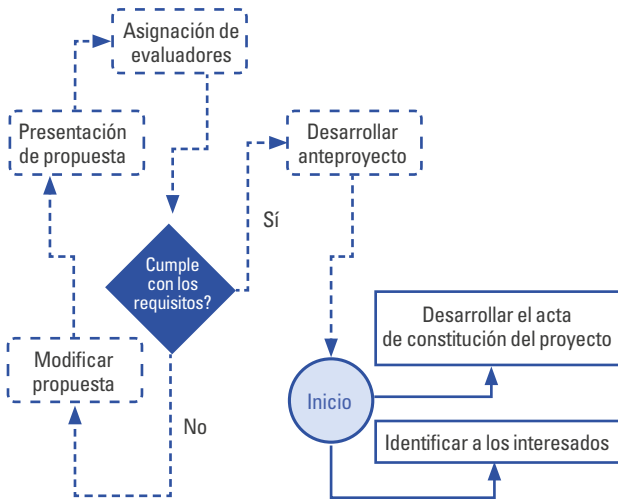 Asignación de
evaluadores
Presentación
de propuesta
Desarrollar
anteproyecto
Sí
Cumple
con los
requisitos?
Modificar
propuesta
No
Inicio
Desarrollar el acta
de constitución del proyecto
Identificar a los interesados